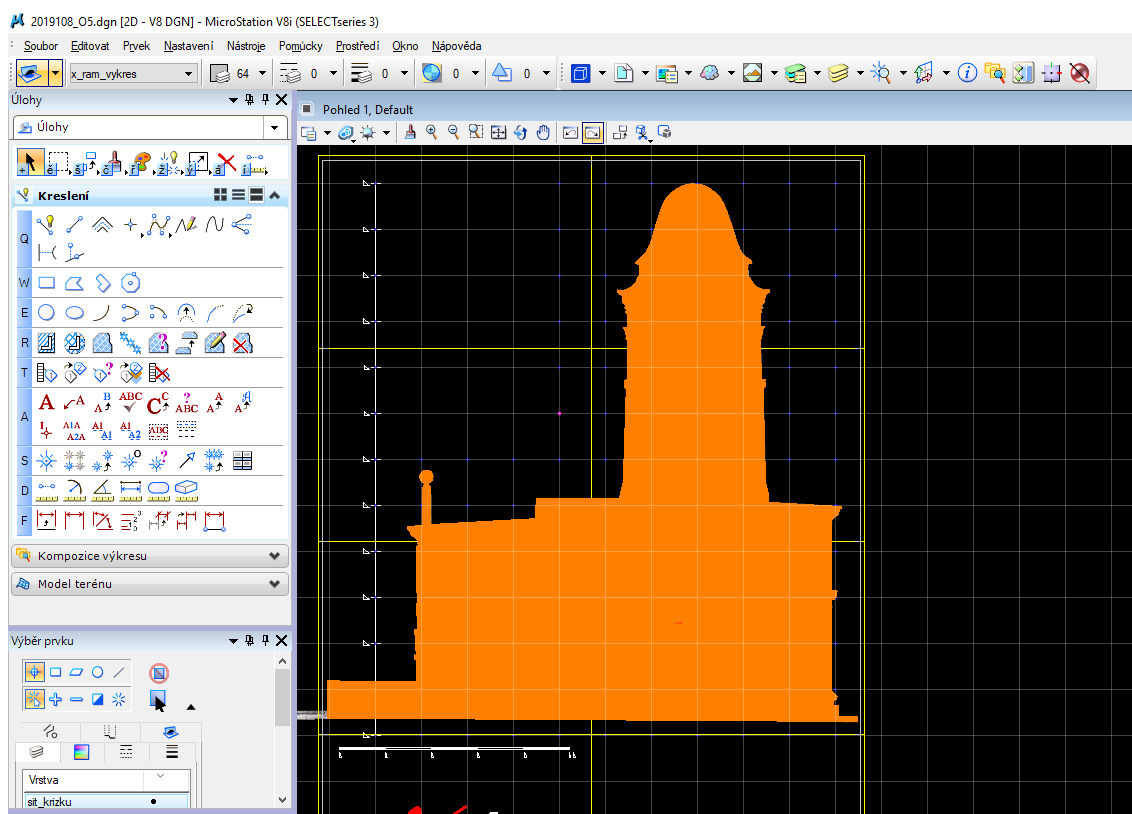 2019108_O5.dgn [2D - V8 DGN] - MicroStation V8i (SELECTseries 3)
Soubor Editovat Prvek Nastavení Nástroje Pomůcky Prostředí Okno Nápověda
x_ram_vykres 64 0 0 0 0
Úlohy
Pohled 1, Default
Úlohy
+ ě š č ř ž ý á í
Kreslení
Q
W
E
R
T
A
S
D
F
Kompozice výkresu
Model terénu
Výběr prvku
Vrstva
sit_krizku